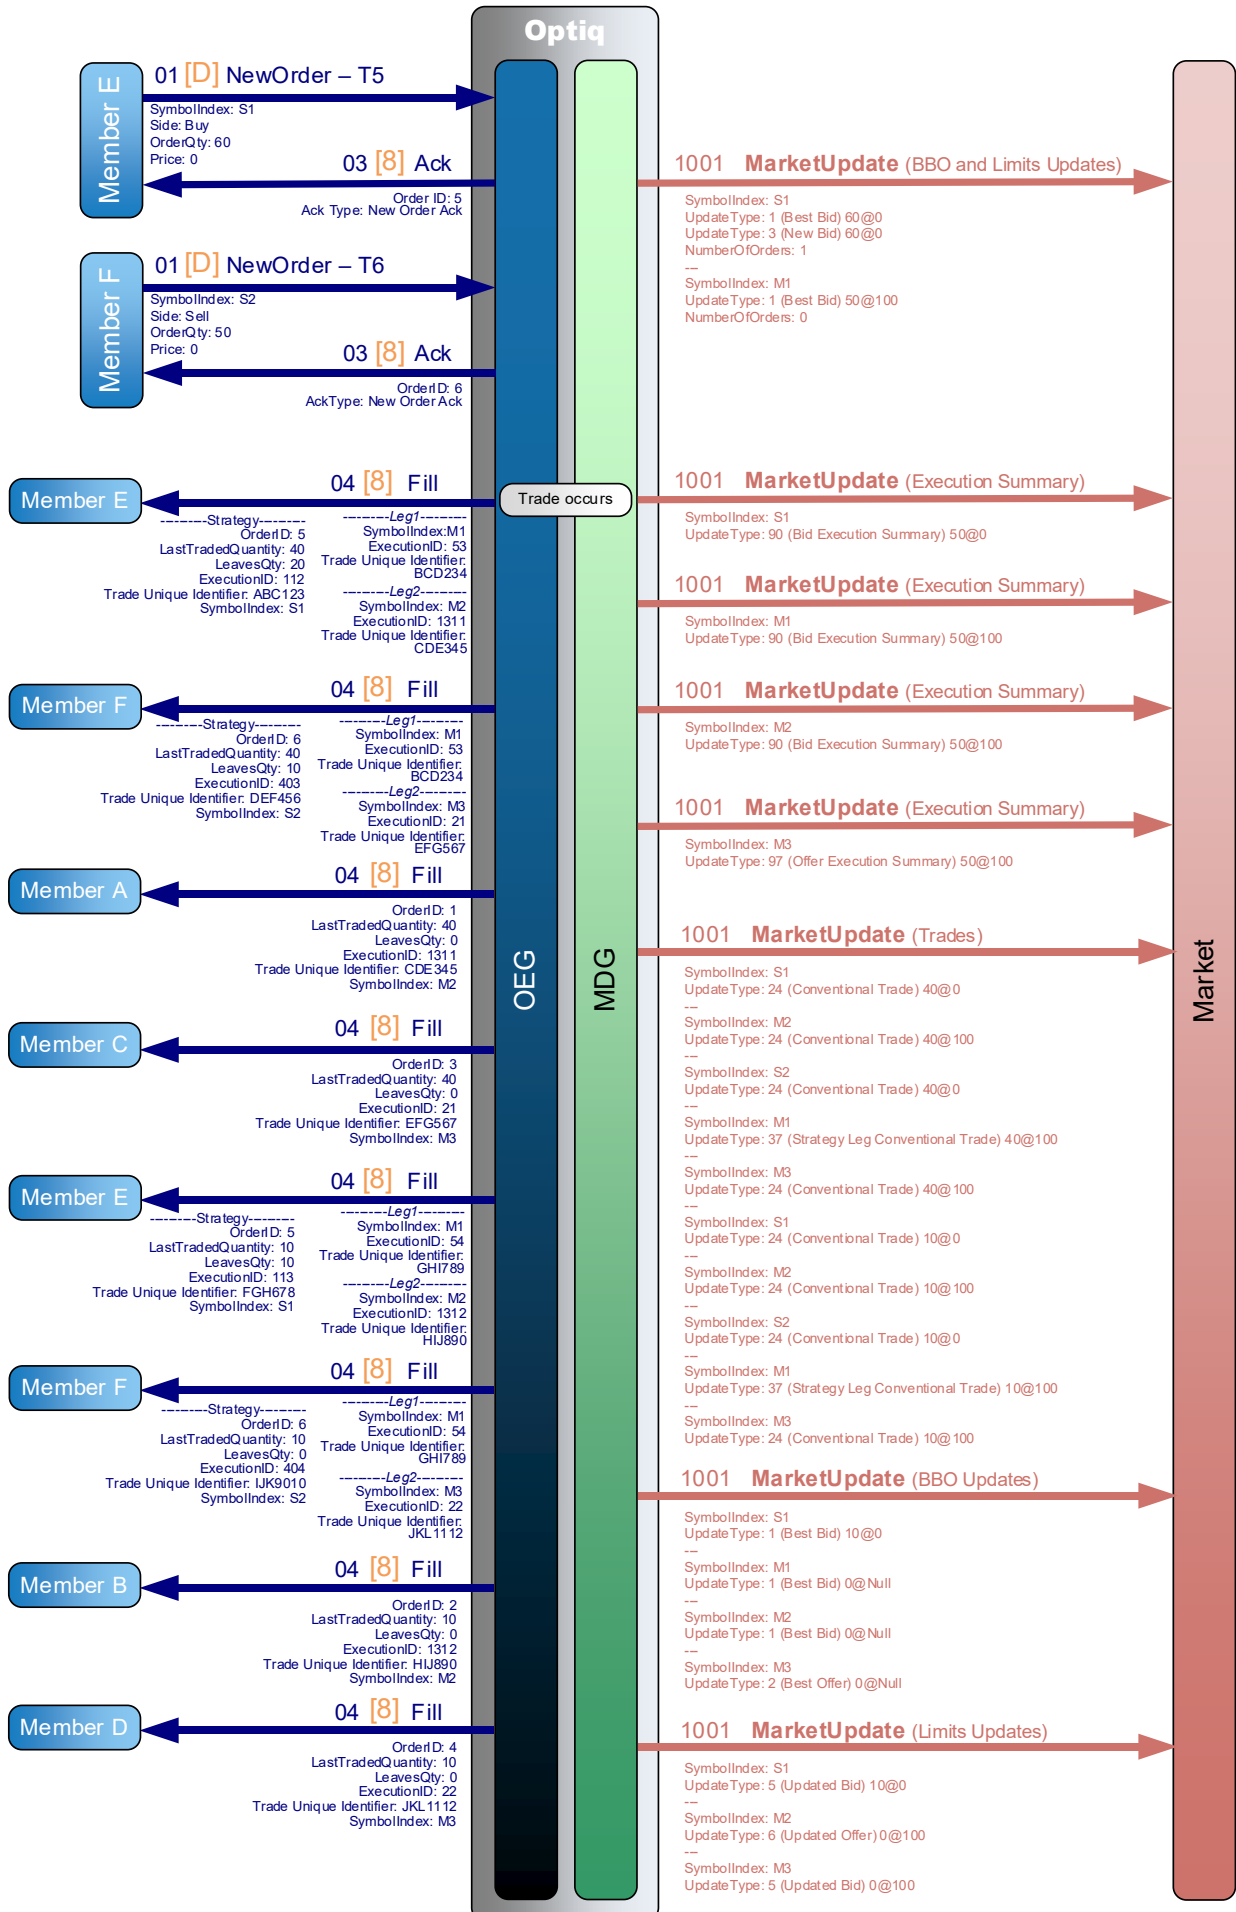 Optiq
Member E
01 [D] NewOrder – T5
SymbolIndex: S1
Side: Buy
OrderQty: 60
Price: 0
03 [8] Ack
Order ID: 5
Ack Type: New Order Ack
Member F
01 [D] NewOrder – T6
SymbolIndex: S2
Side: Sell
OrderQty: 50
Price: 0
03 [8] Ack
OrderID: 6
AckType: New Order Ack
Member E
04 [8] Fill
----------Strategy----------
OrderID: 5
LastTradedQuantity: 40
LeavesQty: 20
ExecutionID: 112
Trade Unique Identifier: ABC123
SymbolIndex: S1
---------Leg1---------
SymbolIndex:M1
ExecutionID: 53
Trade Unique Identifier:
BCD234
---------Leg2---------
SymbolIndex: M2
ExecutionID: 1311
Trade Unique Identifier:
CDE345
Member F
04 [8] Fill
----------Strategy----------
OrderID: 6
LastTradedQuantity: 40
LeavesQty: 10
ExecutionID: 403
Trade Unique Identifier: DEF456
SymbolIndex: S2
---------Leg1---------
SymbolIndex: M1
ExecutionID: 53
Trade Unique Identifier:
BCD234
---------Leg2---------
SymbolIndex: M3
ExecutionID: 21
Trade Unique Identifier:
EFG567
Member A
04 [8] Fill
OrderID: 1
LastTradedQuantity: 40
LeavesQty: 0
ExecutionID: 1311
Trade Unique Identifier: CDE345
SymbolIndex: M2
Member C
04 [8] Fill
OrderID: 3
LastTradedQuantity: 40
LeavesQty: 0
ExecutionID: 21
Trade Unique Identifier: EFG567
SymbolIndex: M3
Member E
04 [8] Fill
----------Strategy----------
OrderID: 5
LastTradedQuantity: 10
LeavesQty: 10
ExecutionID: 113
Trade Unique Identifier: FGH678
SymbolIndex: S1
---------Leg1---------
SymbolIndex: M1
ExecutionID: 54
Trade Unique Identifier:
GHI789
---------Leg2---------
SymbolIndex: M2
ExecutionID: 1312
Trade Unique Identifier:
HIJ890
Member F
04 [8] Fill
----------Strategy----------
OrderID: 6
LastTradedQuantity: 10
LeavesQty: 0
ExecutionID: 404
Trade Unique Identifier: IJK9010
SymbolIndex: S2
---------Leg1---------
SymbolIndex: M1
ExecutionID: 54
Trade Unique Identifier:
GHI789
---------Leg2---------
SymbolIndex: M3
ExecutionID: 22
Trade Unique Identifier:
JKL1112
Member B
04 [8] Fill
OrderID: 2
LastTradedQuantity: 10
LeavesQty: 0
ExecutionID: 1312
Trade Unique Identifier: HIJ890
SymbolIndex: M2
Member D
04 [8] Fill
OrderID: 4
LastTradedQuantity: 10
LeavesQty: 0
ExecutionID: 22
Trade Unique Identifier: JKL1112
SymbolIndex: M3
OEG
MDG
Trade occurs
1001 MarketUpdate (BBO and Limits Updates)
SymbolIndex: S1
UpdateType: 1 (Best Bid) 60@0
UpdateType: 3 (New Bid) 60@0
NumberOfOrders: 1
---
SymbolIndex: M1
UpdateType: 1 (Best Bid) 50@100
NumberOfOrders: 0
1001 MarketUpdate (Execution Summary)
SymbolIndex: S1
UpdateType: 90 (Bid Execution Summary) 50@0
1001 MarketUpdate (Execution Summary)
SymbolIndex: M1
UpdateType: 90 (Bid Execution Summary) 50@100
1001 MarketUpdate (Execution Summary)
SymbolIndex: M2
UpdateType: 90 (Bid Execution Summary) 50@100
1001 MarketUpdate (Execution Summary)
SymbolIndex: M3
UpdateType: 97 (Offer Execution Summary) 50@100
1001 MarketUpdate (Trades)
SymbolIndex: S1
UpdateType: 24 (Conventional Trade) 40@0
---
SymbolIndex: M2
UpdateType: 24 (Conventional Trade) 40@100
---
SymbolIndex: S2
UpdateType: 24 (Conventional Trade) 40@0
---
SymbolIndex: M1
UpdateType: 37 (Strategy Leg Conventional Trade) 40@100
---
SymbolIndex: M3
UpdateType: 24 (Conventional Trade) 40@100
---
SymbolIndex: S1
UpdateType: 24 (Conventional Trade) 10@0
---
SymbolIndex: M2
UpdateType: 24 (Conventional Trade) 10@100
---
SymbolIndex: S2
UpdateType: 24 (Conventional Trade) 10@0
---
SymbolIndex: M1
UpdateType: 37 (Strategy Leg Conventional Trade) 10@100
---
SymbolIndex: M3
UpdateType: 24 (Conventional Trade) 10@100
1001 MarketUpdate (BBO Updates)
SymbolIndex: S1
UpdateType: 1 (Best Bid) 10@0
---
SymbolIndex: M1
UpdateType: 1 (Best Bid) 0@Null
---
SymbolIndex: M2
UpdateType: 1 (Best Bid) 0@Null
---
SymbolIndex: M3
UpdateType: 2 (Best Offer) 0@Null
1001 MarketUpdate (Limits Updates)
SymbolIndex: S1
UpdateType: 5 (Updated Bid) 10@0
---
SymbolIndex: M2
UpdateType: 6 (Updated Offer) 0@100
---
SymbolIndex: M3
UpdateType: 5 (Updated Bid) 0@100
Market